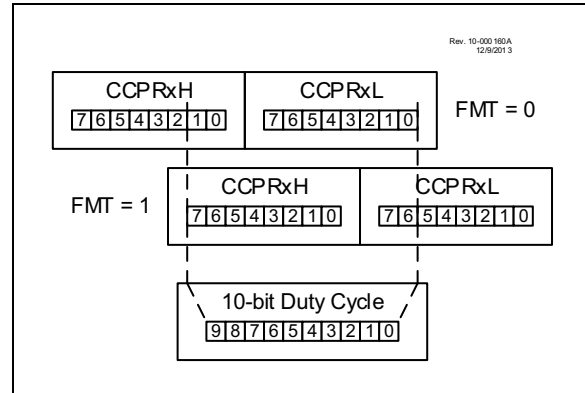 Rev. 10-000 160A
12/9/201 3
CCPRxH CCPRxL
7 6 5 4 3 2 1 0 7 6 5 4 3 2 1 0 FMT = 0
CCPRxH CCPRxL
FMT = 1 7 6 5 4 3 2 1 0 7 6 5 4 3 2 1 0
10-bit Duty Cycle
9 8 7 6 5 4 3 2 1 0